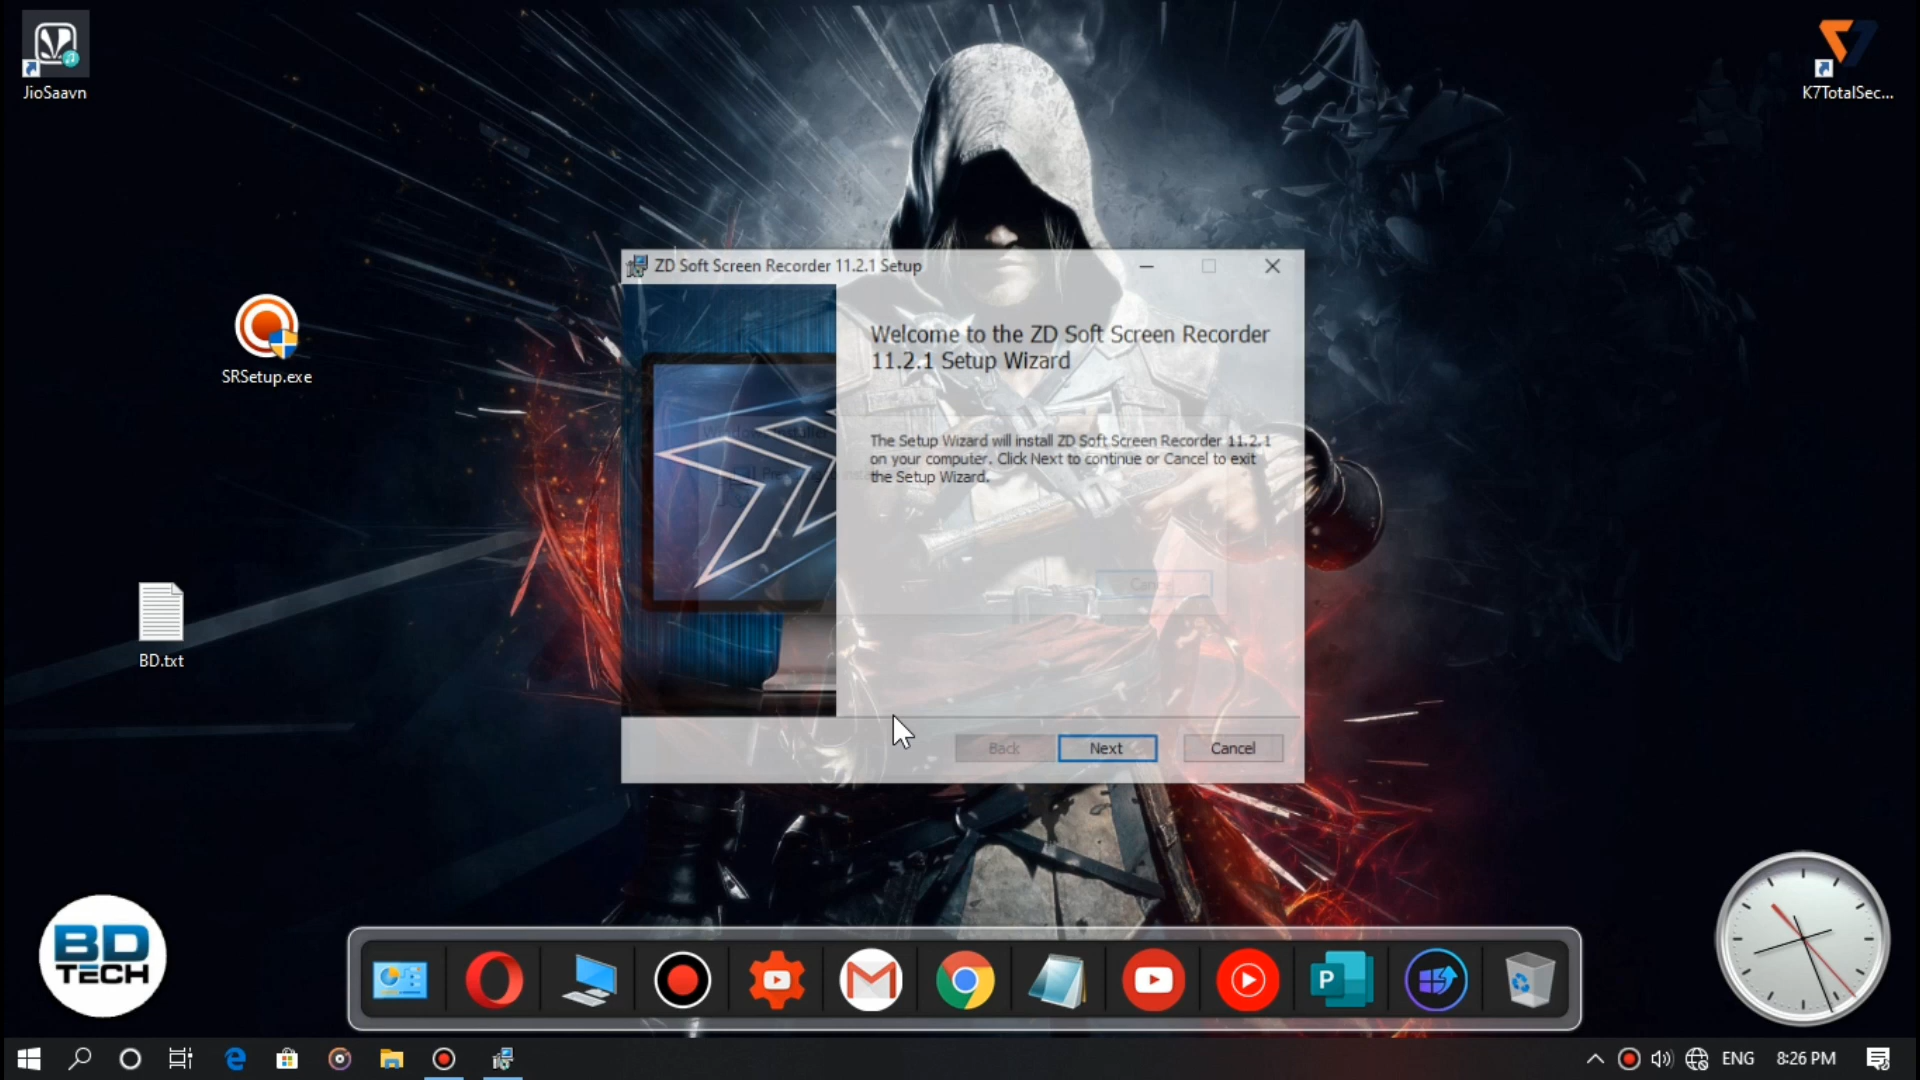 JioSaavn
K7TotalSec...
ZD Soft Screen Recorder 11.2.1 Setup
Welcome to the ZD Soft Screen Recorder
11.2.1 Setup Wizard
SRSetup.exe
The Setup Wizard will install ZD Soft Screen Recorder 11.2.1
on your computer. Click Next to continue or Cancel to exit
the Setup Wizard.
Cancel
BD.txt
Back
Next
Cancel
BD
TECH
P
ENG
8:26 PM